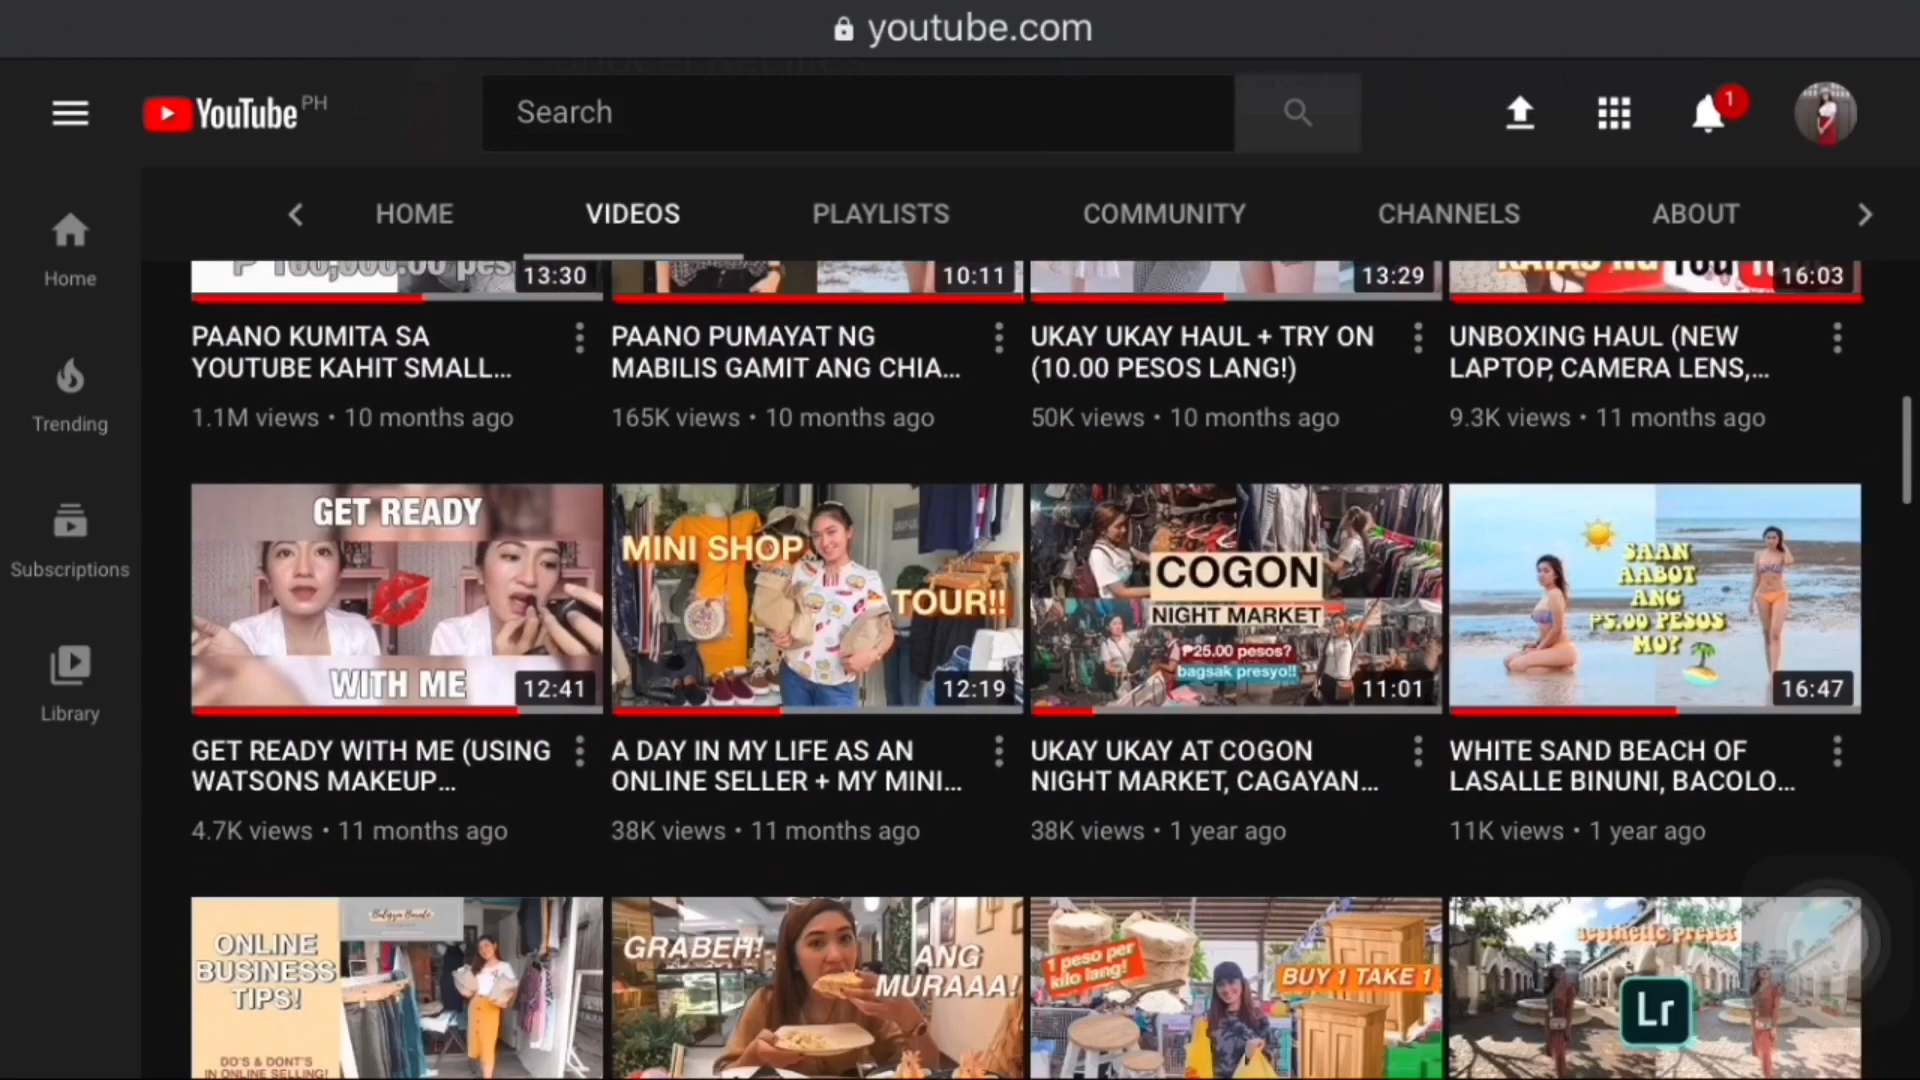 youtube.com
YouTube PH
Search
1
HOME
VIDEOS
PLAYLISTS
COMMUNITY
CHANNELS
ABOUT
Home
Trending
Subscriptions
Library
13:30
10:11
13:29
16:03
PAANO KUMITA SA
YOUTUBE KAHIT SMALL...
1.1M views • 10 months ago
PAANO PUMAYAT NG
MABILIS GAMIT ANG CHIA...
165K views • 10 months ago
UKAY UKAY HAUL + TRY ON
(10.00 PESOS LANG!)
50K views • 10 months ago
UNBOXING HAUL (NEW
LAPTOP, CAMERA LENS,...
9.3K views • 11 months ago
GET READY
WITH ME
12:41
MINI SHOP
TOUR!!
12:19
COGON
NIGHT MARKET
₱25.00 pesos?
bagsak presyo!!
11:01
SAAN
AABOT
ANG
P5.00 PESOS
MO?
16:47
GET READY WITH ME (USING
WATSONS MAKEUP...
4.7K views • 11 months ago
A DAY IN MY LIFE AS AN
ONLINE SELLER + MY MINI...
38K views • 11 months ago
UKAY UKAY AT COGON
NIGHT MARKET, CAGAYAN...
38K views • 1 year ago
WHITE SAND BEACH OF
LASALLE BINUNI, BACOLO...
11K views • 1 year ago
ONLINE
BUSINESS
TIPS!
DO'S & DONT'S
IN ONLINE SELLING!
GRABEH!
ANG
MURAAA!
1 peso per
kilo lang!
BUY 1 TAKE 1
aesthetic preset
Lr